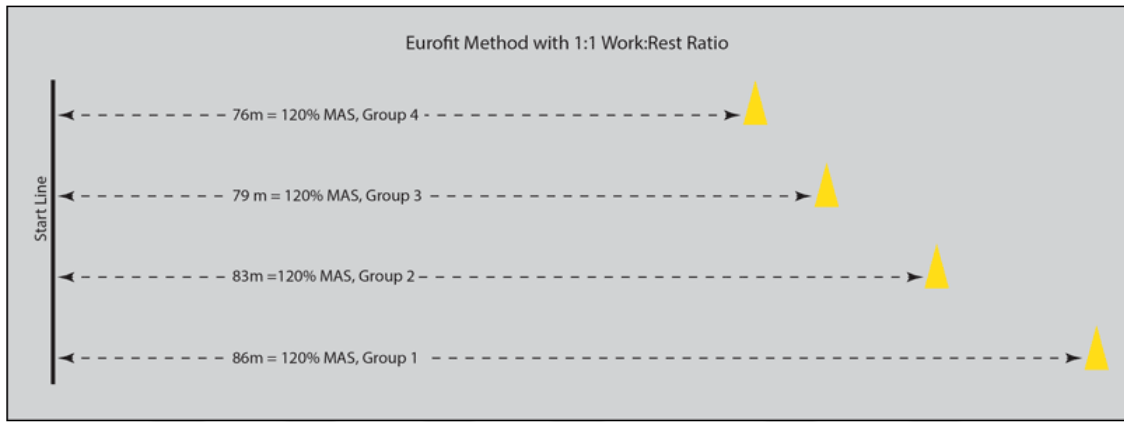 Eurofit Method with 1:1 Work:Rest Ratio
76m = 120% MAS, Group 4
79 m = 120% MAS, Group 3
Start Line
83m =120% MAS, Group 2
86m = 120% MAS, Group 1